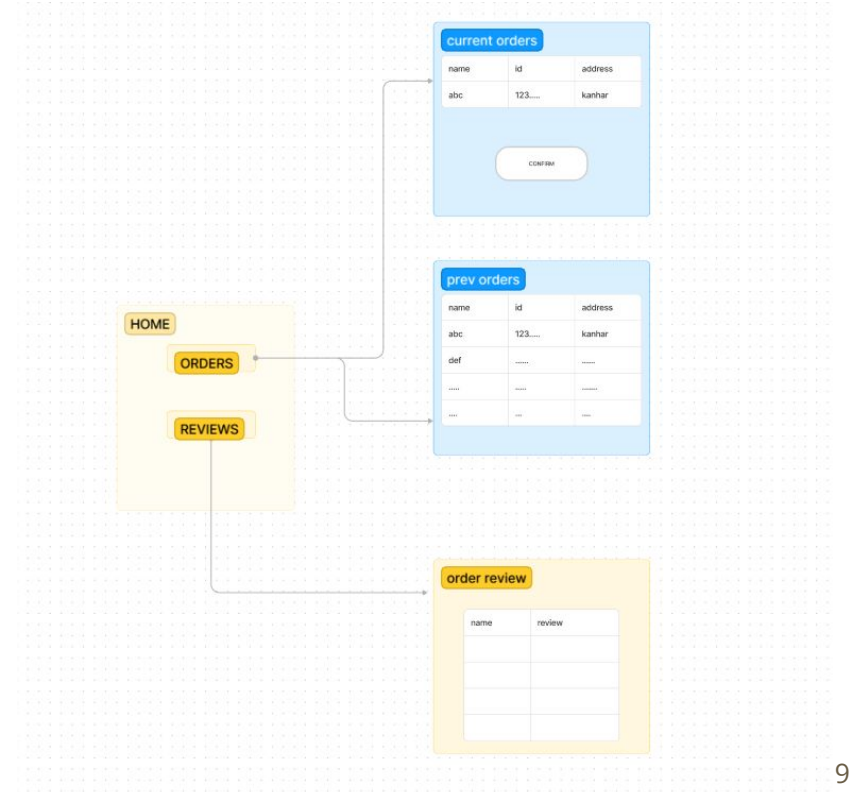 current orders
name id address
abc 123..... kanhar
CONFIRM
prev orders
name id address
abc 123..... kanhar
def ...... ......
..... ..... .......
.... ... ....
HOME
ORDERS
REVIEWS
order review
name review
9